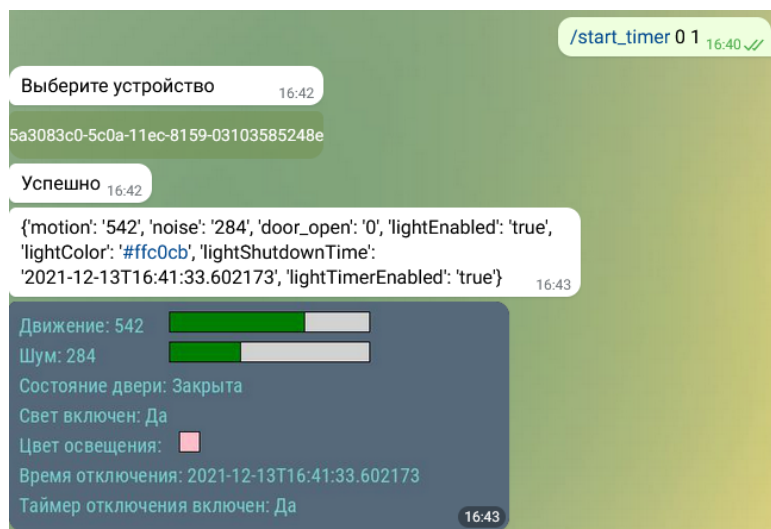 /start_timer 0 1 16:40
Выберите устройство 16:42
5a3083c0-5c0a-11ec-8159-03103585248e
Успешно 16:42
{'motion': '542', 'noise': '284', 'door_open': '0', 'lightEnabled': 'true',
'lightColor': '#ffc0cb', 'lightShutdownTime':
'2021-12-13T16:41:33.602173', 'lightTimerEnabled': 'true'} 16:43
Движение: 542
Шум: 284
Состояние двери: Закрыта
Свет включен: Да
Цвет освещения:
Время отключения: 2021-12-13T16:41:33.602173
Таймер отключения включен: Да
16:43